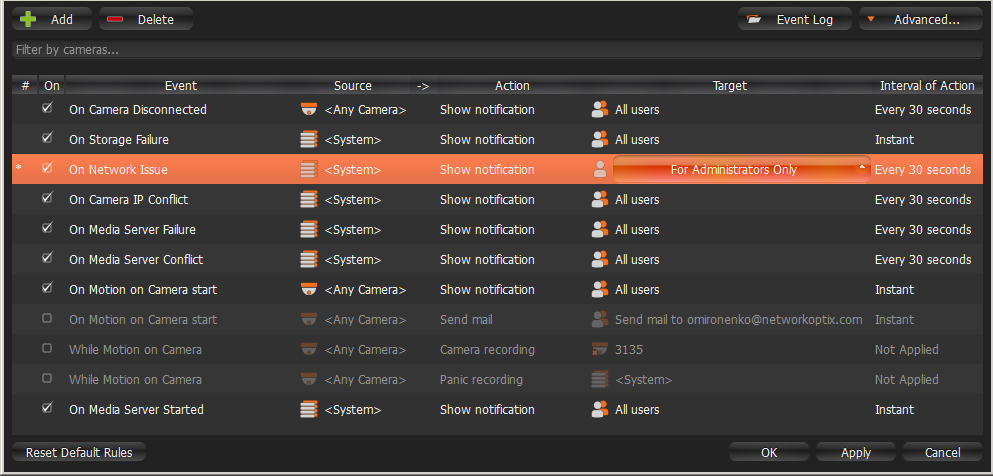 Add Delete Event Log Advanced...
Filter by cameras...
# On Event Source -> Action Target Interval of Action
On Camera Disconnected <Any Camera> Show notification All users Every 30 seconds
On Storage Failure <System> Show notification All users Instant
* On Network Issue <System> Show notification For Administrators Only Every 30 seconds
On Camera IP Conflict <System> Show notification All users Every 30 seconds
On Media Server Failure <System> Show notification All users Every 30 seconds
On Media Server Conflict <System> Show notification All users Every 30 seconds
On Motion on Camera start <Any Camera> Show notification All users Instant
On Motion on Camera start <Any Camera> Send mail Send mail to omironenko@networkoptix.com Instant
While Motion on Camera <Any Camera> Camera recording 3135 Not Applied
While Motion on Camera <Any Camera> Panic recording <System> Not Applied
On Media Server Started <System> Show notification All users Instant
Reset Default Rules OK Apply Cancel